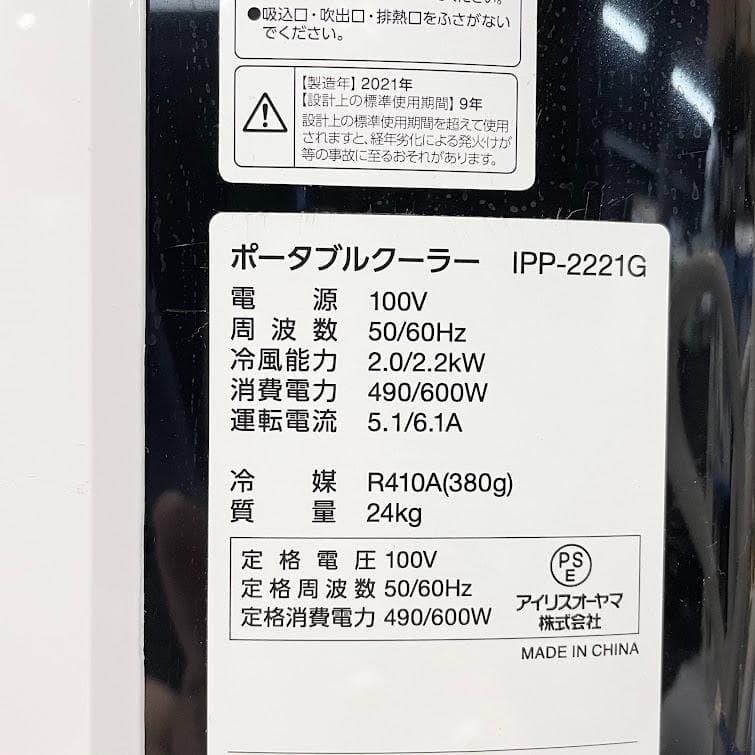 ●吸込口・吹出口・排熱口をふさがない
でください。
【製造年】2021年
【設計上の標準使用期間】9年
設計上の標準使用期間を超えて使用
されますと、経年劣化による発火けが
等の事故に至るおそれがあります。
ポータブルクーラー IPP-2221G
電源 100V
周波数 50/60Hz
冷風能力 2.0/2.2kW
消費電力 490/600W
運転電流 5.1/6.1A
冷媒 R410A(380g)
質量 24kg
定格電圧 100V
定格周波数 50/60Hz
定格消費電力 490/600W
PS
E
アイリスオーヤマ
株式会社
MADE IN CHINA